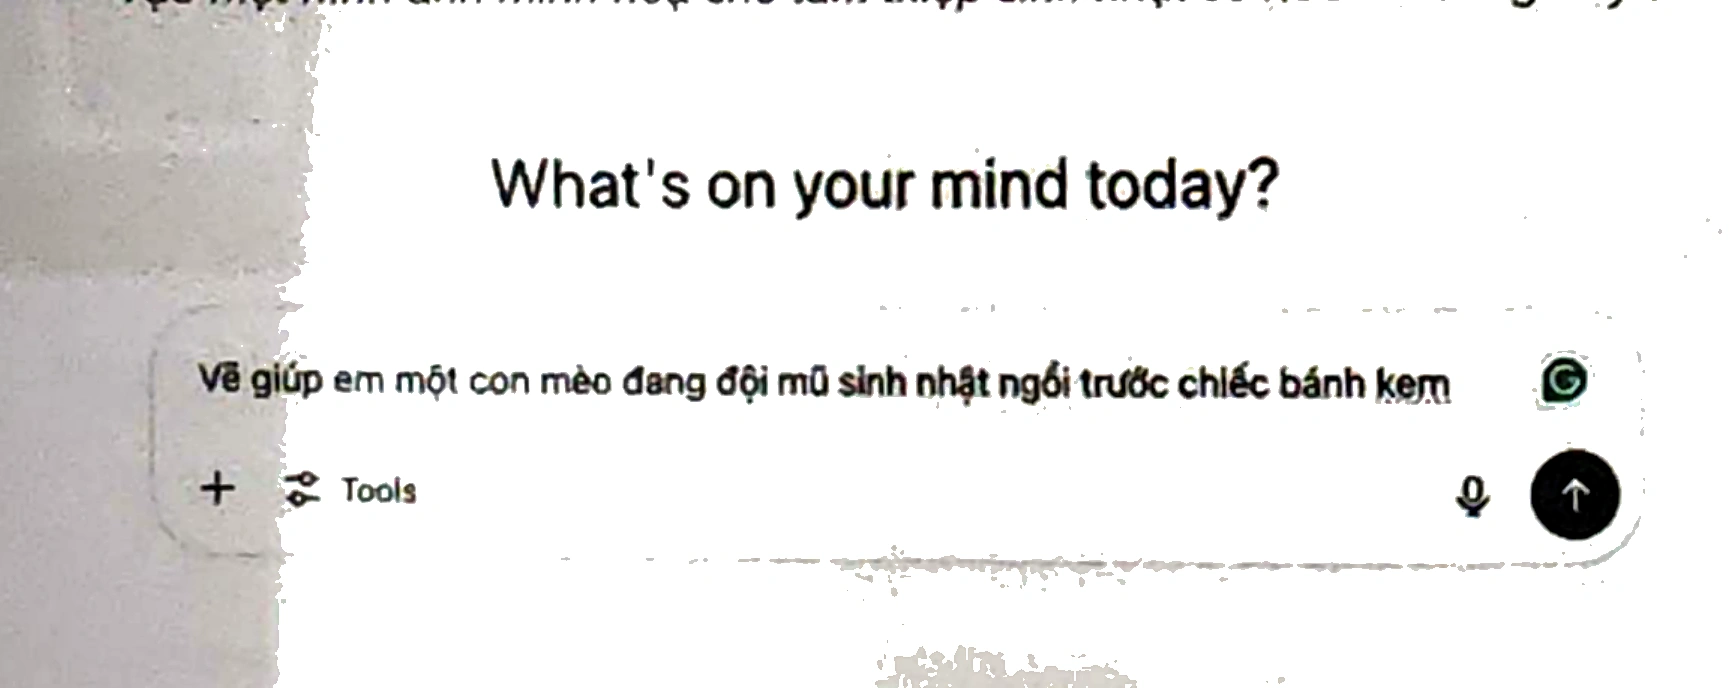 What's on your mind today?
Vẽ giúp em một con mèo đang đội mũ sinh nhật ngồi trước chiếc bánh kem
Tools